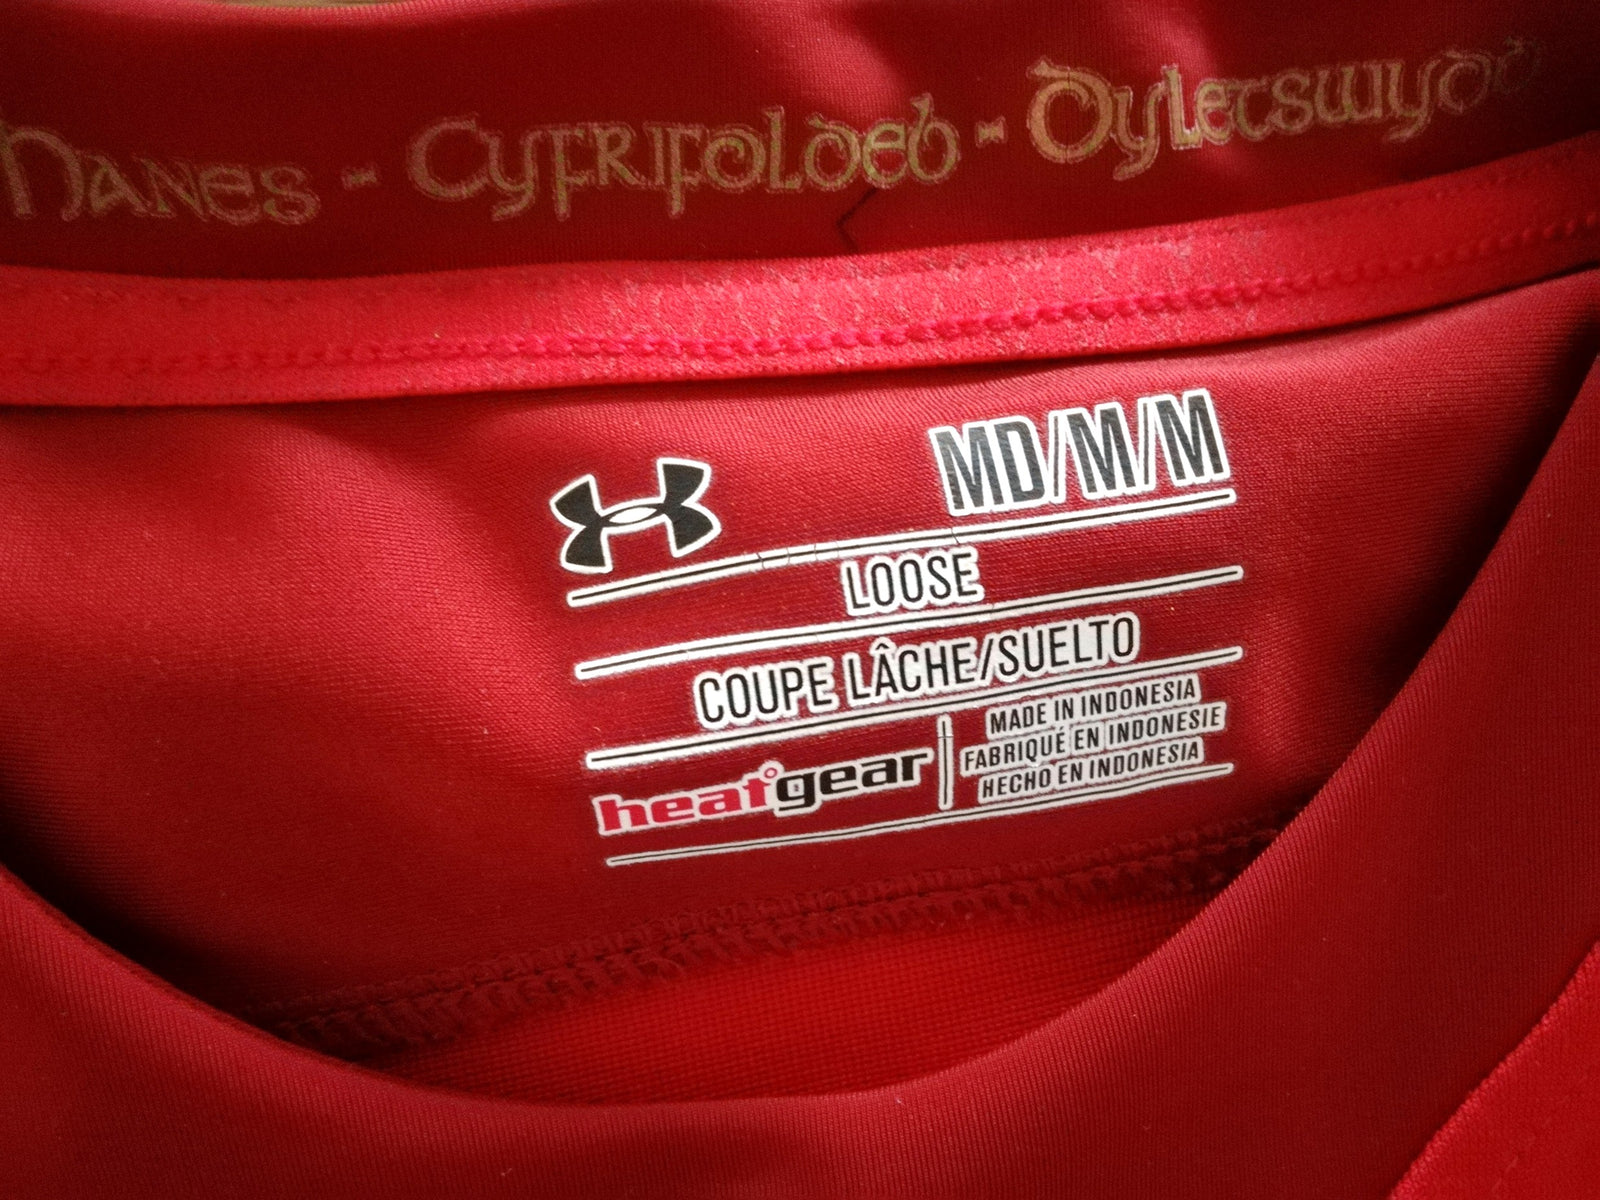 Hanes - Cyfrifoldeb - Dyletswydd
MD/M/M
LOOSE
COUPE LÂCHE/SUELTO
heatgear
MADE IN INDONESIA
FABRIQUÉ EN INDONESIE
HECHO EN INDONESIA